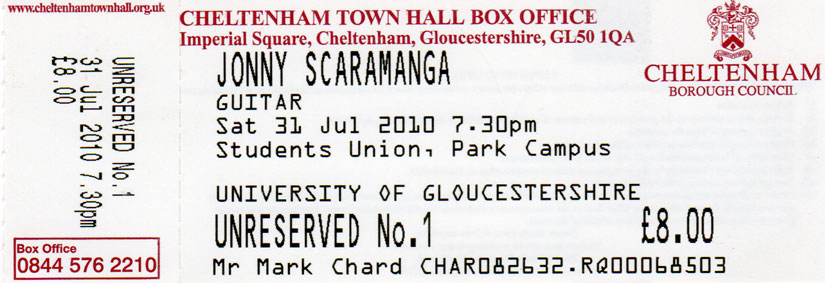 www.cheltenhamtownhall.org.uk
UNRESERVED No.1
31 Jul 2010 7.30pm
£8.00
Box Office
0844 576 2210
CHELTENHAM TOWN HALL BOX OFFICE
Imperial Square, Cheltenham, Gloucestershire, GL50 1QA
JONNY SCARAMANGA
GUITAR
Sat 31 Jul 2010 7.30pm
Students Union, Park Campus
UNIVERSITY OF GLOUCESTERSHIRE
UNRESERVED No.1 £8.00
Mr Mark Chard CHAR082632.RQ00068503
CHELTENHAM
BOROUGH COUNCIL